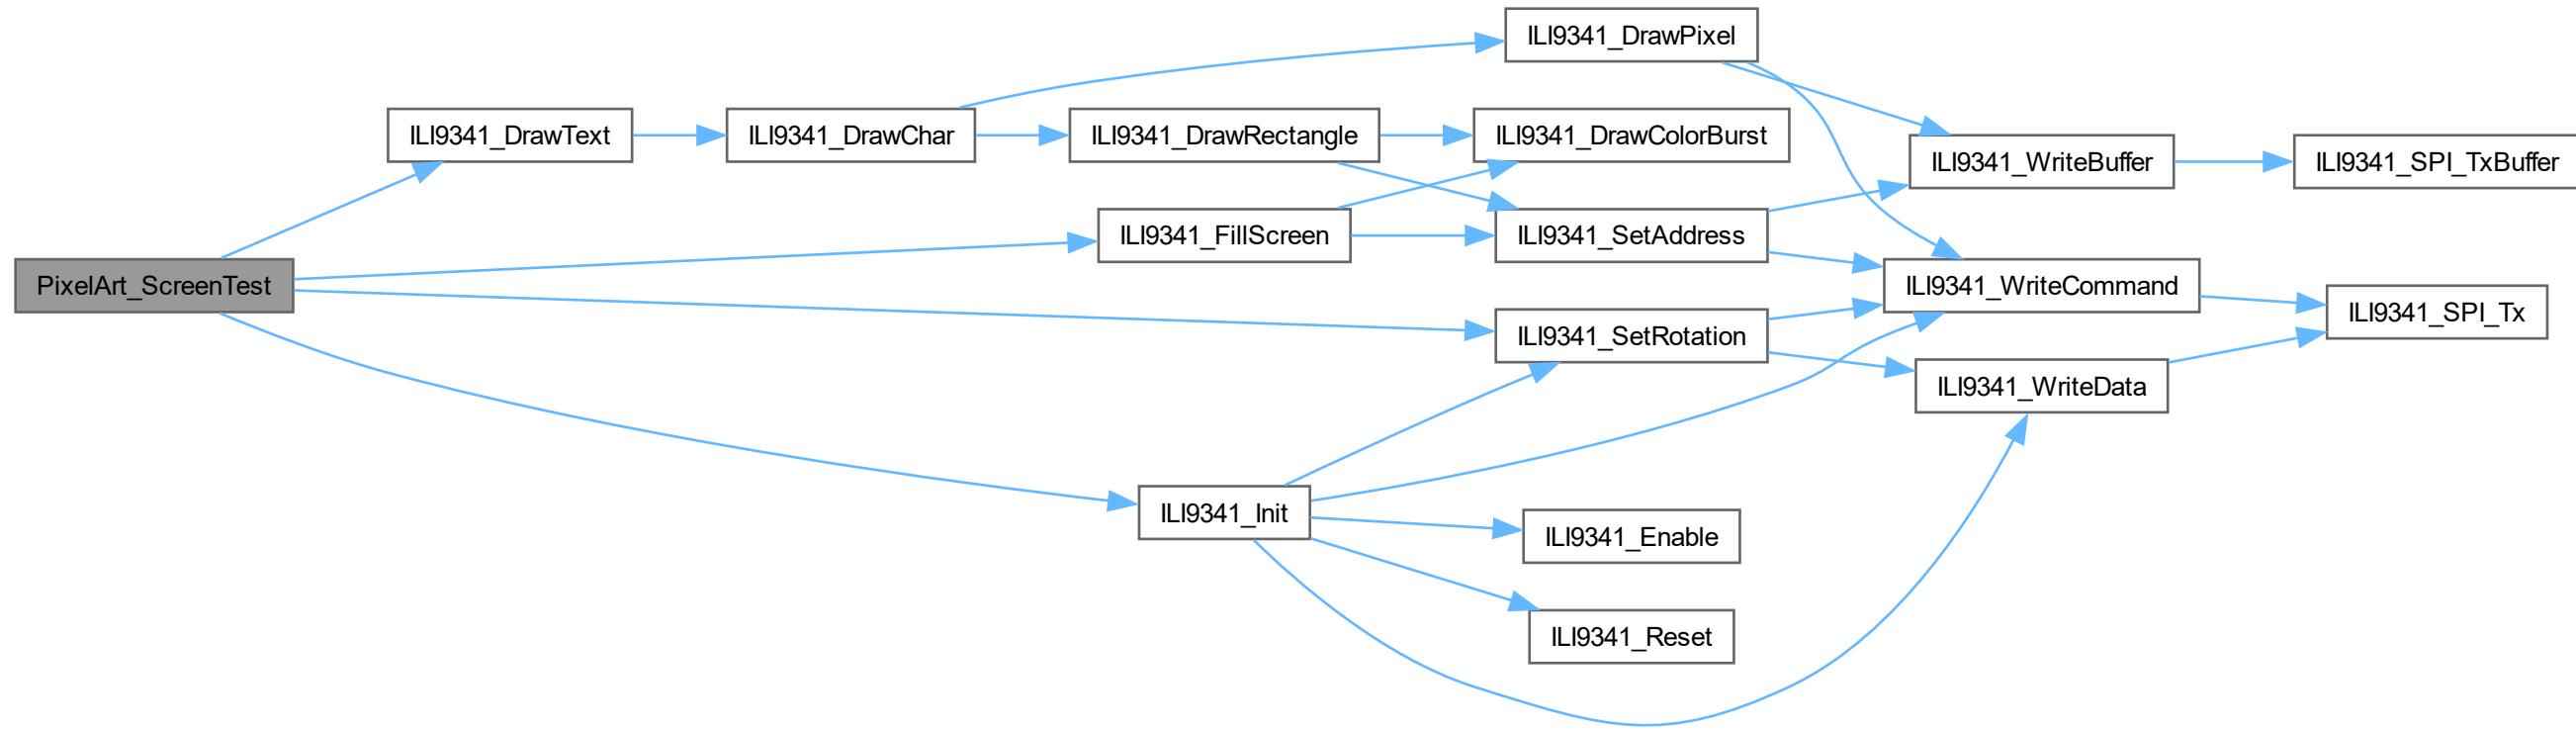 PixelArt_ScreenTest
ILI9341_DrawText
ILI9341_DrawChar
ILI9341_DrawPixel
ILI9341_DrawRectangle
ILI9341_DrawColorBurst
ILI9341_WriteBuffer
ILI9341_SPI_TxBuffer
ILI9341_FillScreen
ILI9341_SetAddress
ILI9341_WriteCommand
ILI9341_SPI_Tx
ILI9341_SetRotation
ILI9341_WriteData
ILI9341_Init
ILI9341_Enable
ILI9341_Reset